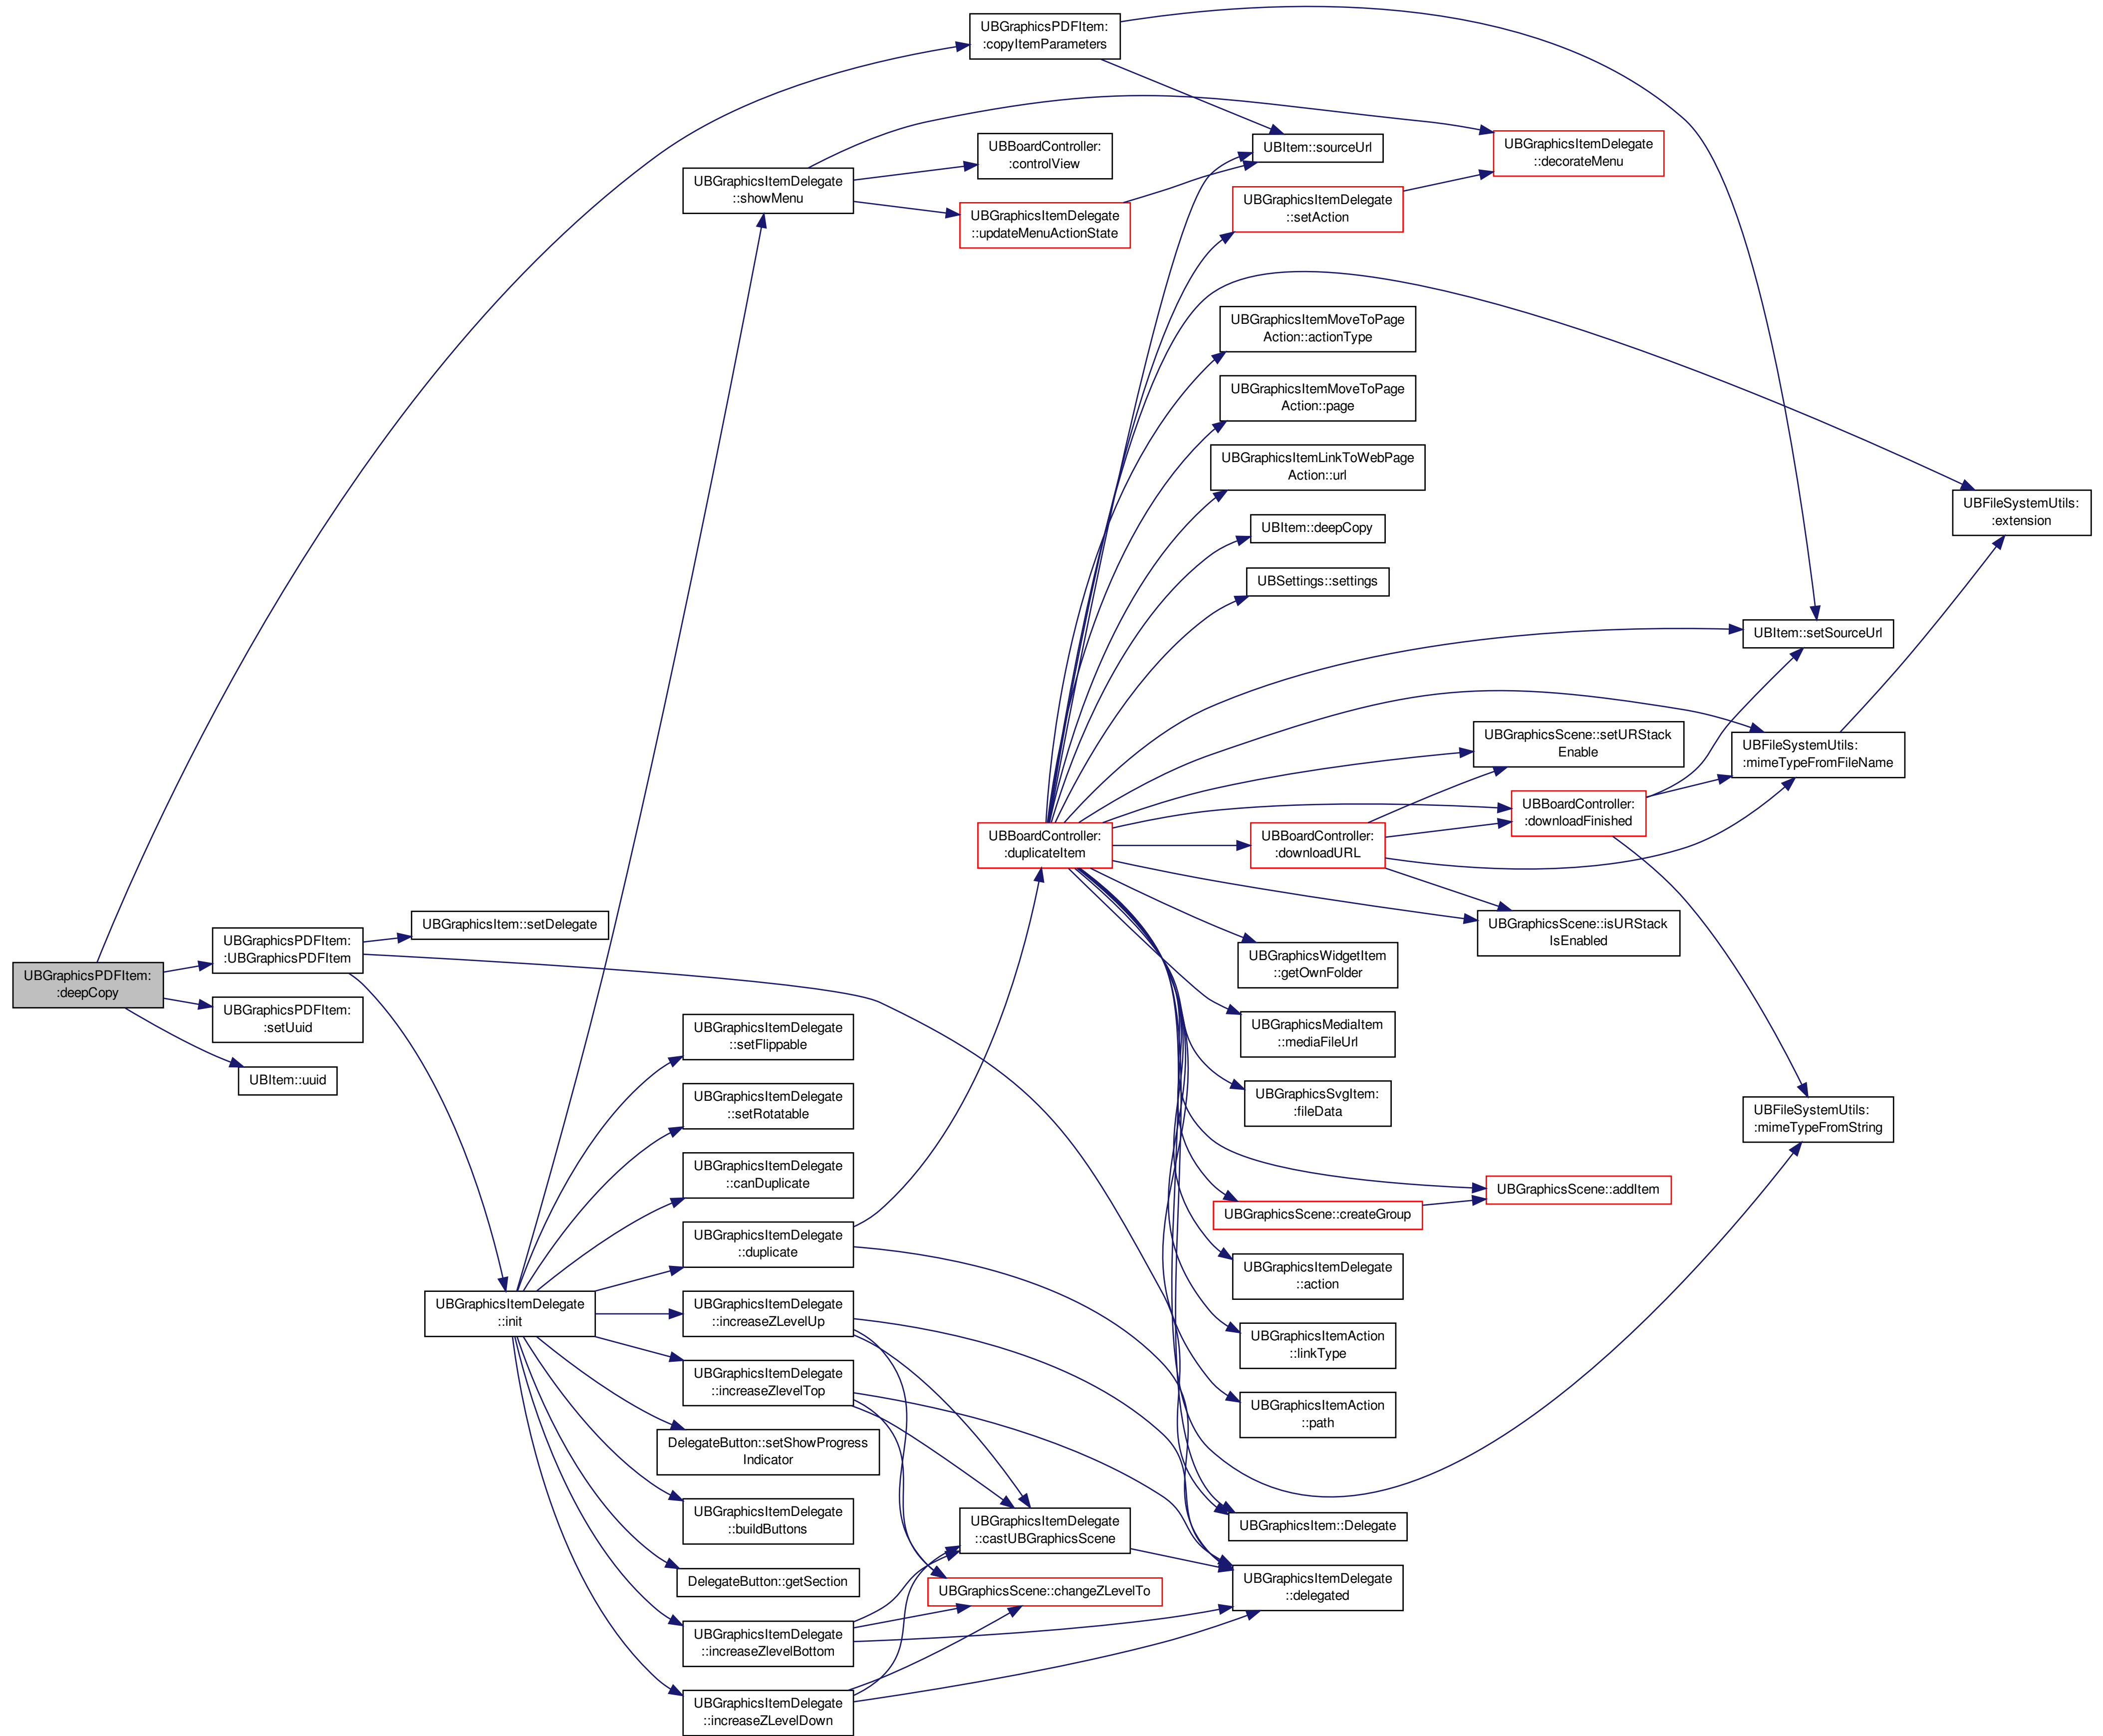 UBGraphicsPDFItem:
:copyItemParameters
UBBoardController:
:controlView
UBItem::sourceUrl
UBGraphicsItemDelegate
::decorateMenu
UBGraphicsItemDelegate
::showMenu
UBGraphicsItemDelegate
::updateMenuActionState
UBGraphicsItemDelegate
::setAction
UBGraphicsItemMoveToPage
Action::actionType
UBGraphicsItemMoveToPage
Action::page
UBGraphicsItemLinkToWebPage
Action::url
UBItem::deepCopy
UBFileSystemUtils:
:extension
UBSettings::settings
UBItem::setSourceUrl
UBGraphicsScene::setURStack
Enable
UBFileSystemUtils:
:mimeTypeFromFileName
UBBoardController:
:downloadFinished
UBBoardController:
:duplicateItem
UBBoardController:
:downloadURL
UBGraphicsScene::isURStack
IsEnabled
UBGraphicsItem::setDelegate
UBGraphicsPDFItem:
:UBGraphicsPDFItem
UBGraphicsPDFItem:
:deepCopy
UBGraphicsPDFItem:
:setUuid
UBItem::uuid
UBGraphicsWidgetItem
::getOwnFolder
UBGraphicsMediaItem
::mediaFileUrl
UBGraphicsSvgItem:
:fileData
UBFileSystemUtils:
:mimeTypeFromString
UBGraphicsScene::addItem
UBGraphicsScene::createGroup
UBGraphicsItemDelegate
::action
UBGraphicsItemAction
::linkType
UBGraphicsItemAction
::path
UBGraphicsItemDelegate
::setFlippable
UBGraphicsItemDelegate
::setRotatable
UBGraphicsItemDelegate
::canDuplicate
UBGraphicsItemDelegate
::duplicate
UBGraphicsItemDelegate
::init
UBGraphicsItemDelegate
::increaseZLevelUp
UBGraphicsItemDelegate
::increaseZlevelTop
DelegateButton::setShowProgress
Indicator
UBGraphicsItemDelegate
::buildButtons
DelegateButton::getSection
UBGraphicsItemDelegate
::increaseZlevelBottom
UBGraphicsItemDelegate
::increaseZLevelDown
UBGraphicsItemDelegate
::castUBGraphicsScene
UBGraphicsScene::changeZLevelTo
UBGraphicsItem::Delegate
UBGraphicsItemDelegate
::delegated